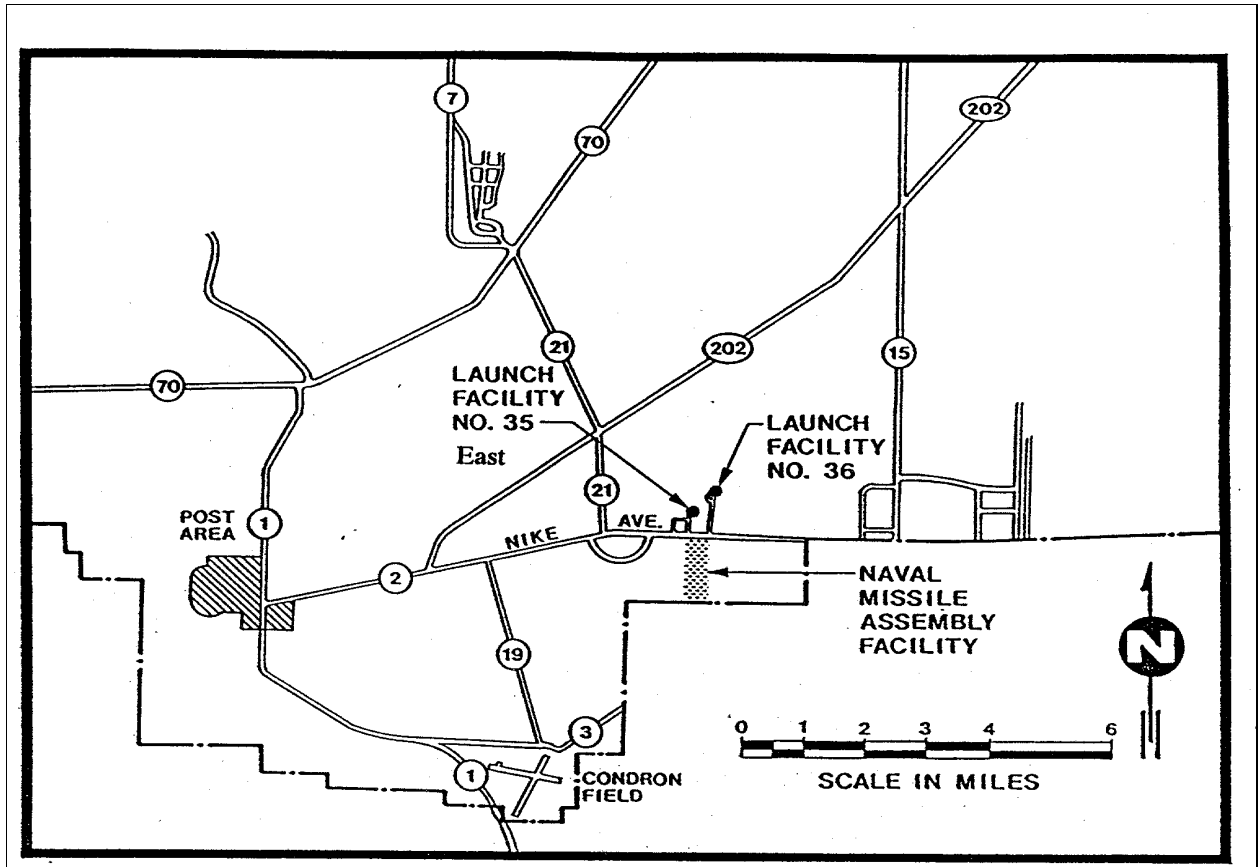 7
70
202
21
202
15
70
LAUNCH
FACILITY
NO. 35
East
LAUNCH
FACILITY
NO. 36
21
POST
AREA
1
NIKE AVE.
2
NAVAL
MISSILE
ASSEMBLY
FACILITY
19
3
1
CONDRON
FIELD
N
0 1 2 3 4 6
SCALE IN MILES